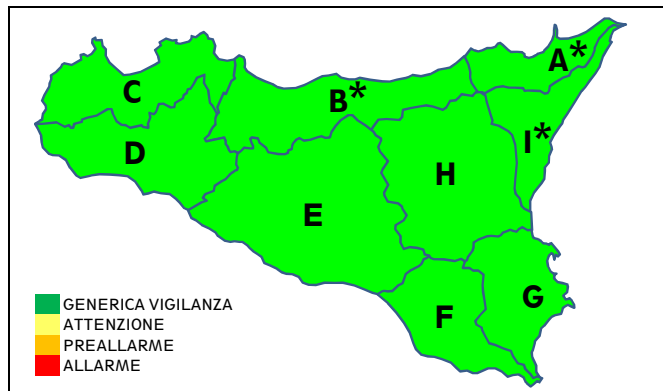 A*
C
B*
I*
D
H
E
G
F
GENERICA VIGILANZA
ATTENZIONE
PREALLARME
ALLARME